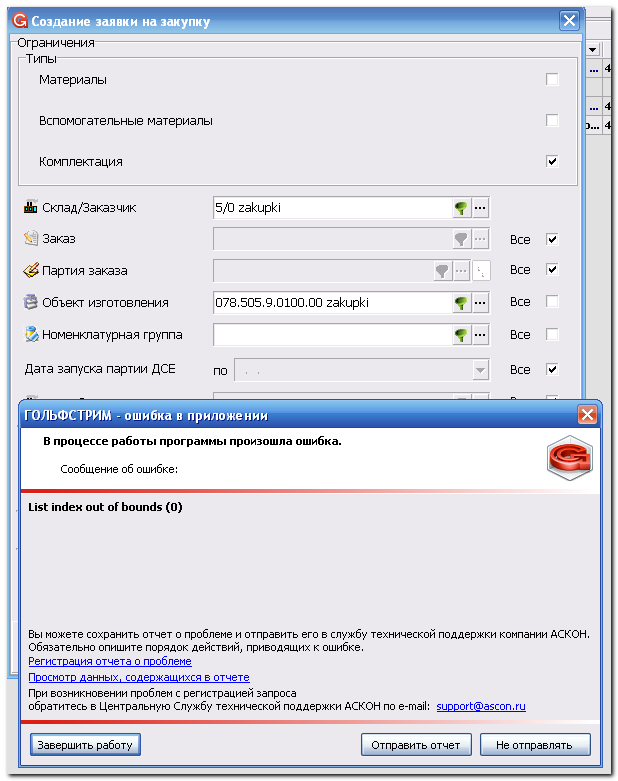 Создание заявки на закупку
Ограничения
Типы
Материалы
Вспомогательные материалы
Комплектация
Склад/Заказчик 5/0 zakupki ...
Заказ ... Все
Партия заказа ... Все
Объект изготовления 078.505.9.0100.00 zakupki ... Все
Номенклатурная группа ... Все
Дата запуска партии ДСЕ по . . Все
... 4
... 4
о... 4
ГОЛЬФСТРИМ - ошибка в приложении
В процессе работы программы произошла ошибка.
Сообщение об ошибке:
List index out of bounds (0)
Вы можете сохранить отчет о проблеме и отправить его в службу технической поддержки компании АСКОН.
Обязательно опишите порядок действий, приводящих к ошибке.
Регистрация отчета о проблеме
Просмотр данных, содержащихся в отчете
При возникновении проблем с регистрацией запроса
обратитесь в Центральную Службу технической поддержки АСКОН по e-mail: support@ascon.ru
Завершить работу Отправить отчет Не отправлять